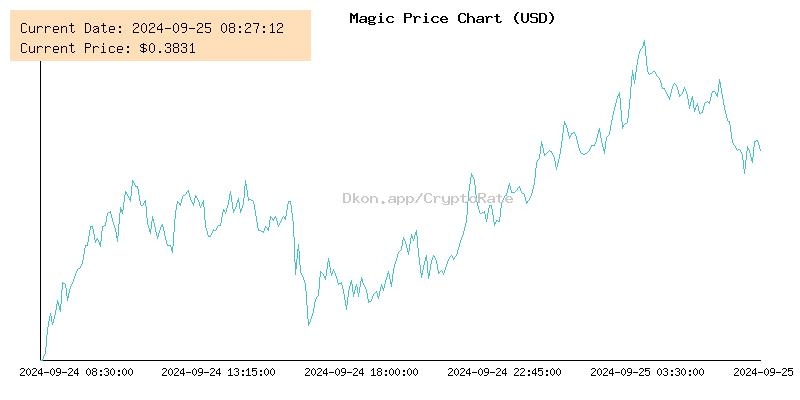 Magic Price Chart (USD)
Current Date: 2024-09-25 08:27:12
Current Price: $0.3831
Dkon.app/CryptoRate
2024-09-24 08:30:00
2024-09-24 13:15:00
2024-09-24 18:00:00
2024-09-24 22:45:00
2024-09-25 03:30:00
2024-09-25